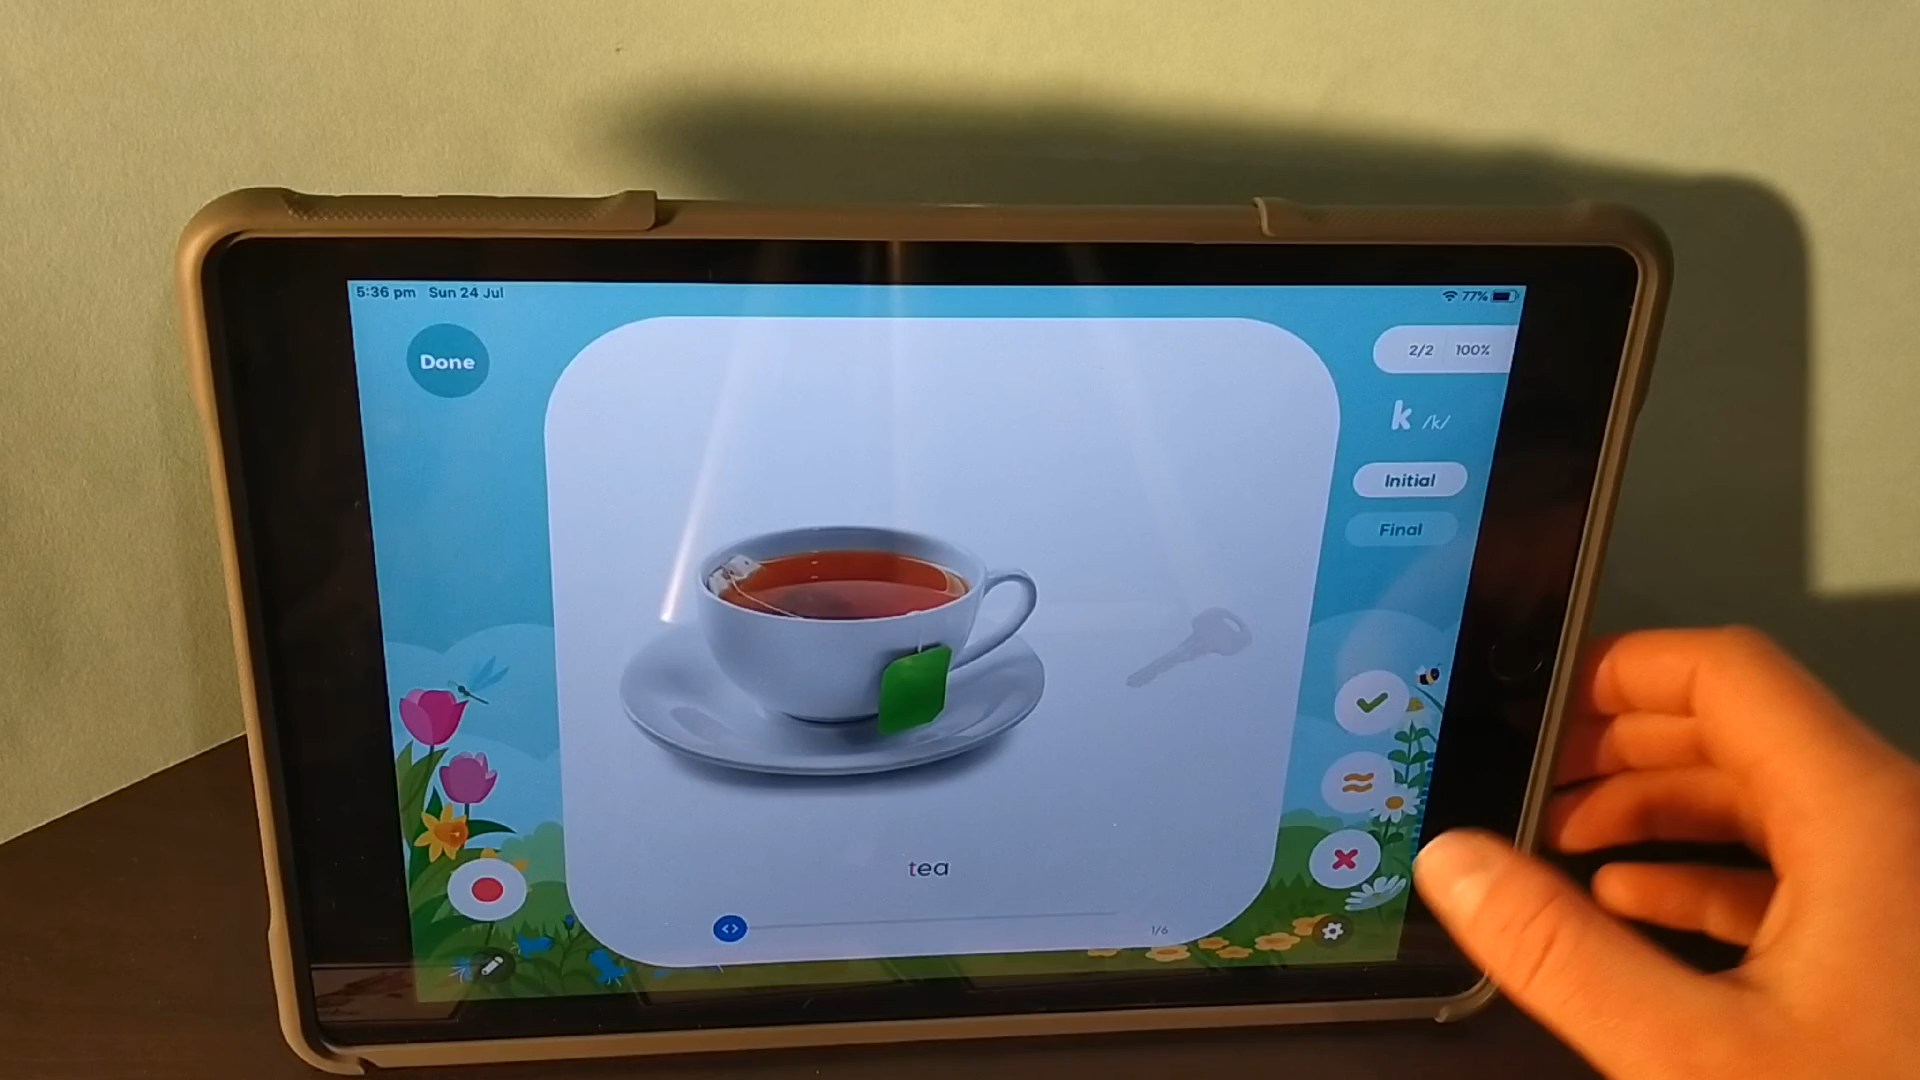 5:36 pm Sun 24 Jul
77%
Done
2/2 100%
k /k/
Initial
Final
tea
1/6